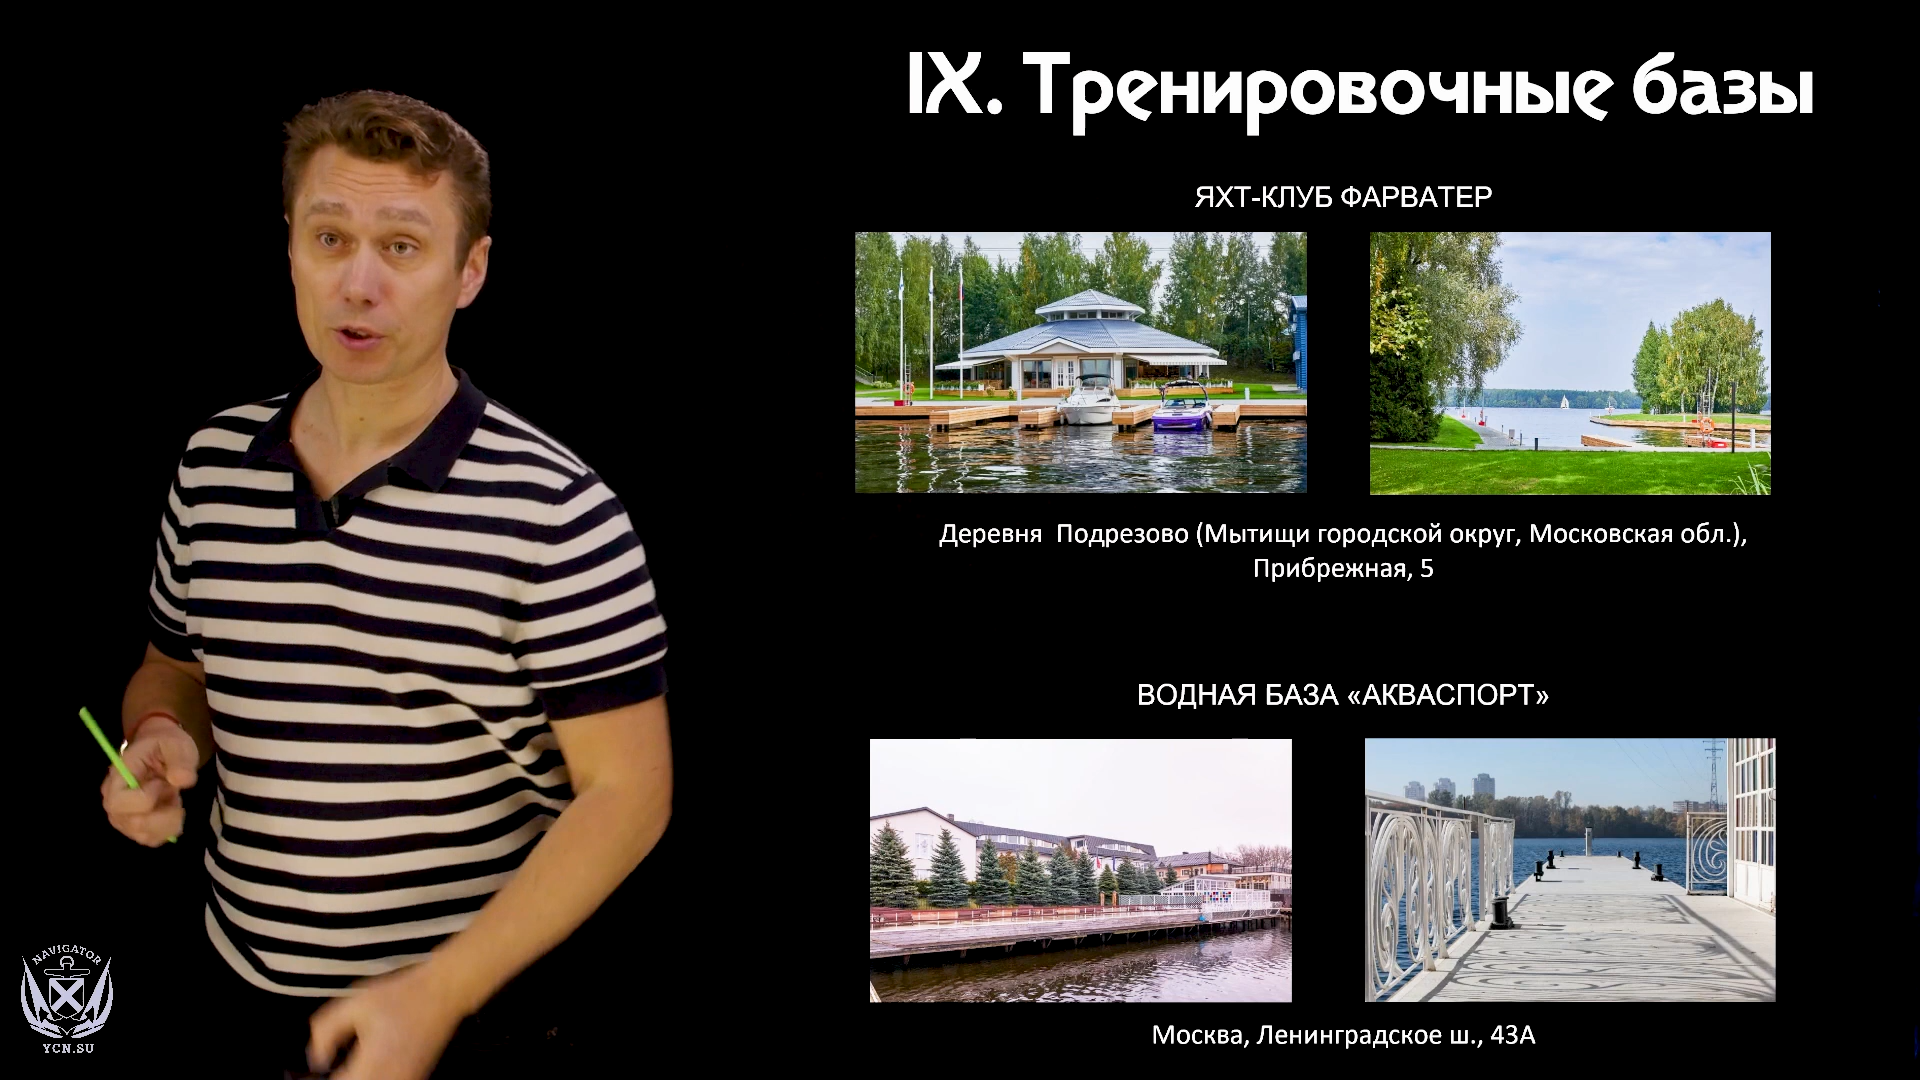 IX. Тренировочные базы
ЯХТ-КЛУБ ФАРВАТЕР
Деревня Подрезово (Мытищи городской округ, Московская обл.),
Прибрежная, 5
ВОДНАЯ БАЗА «АКВАСПОРТ»
Москва, Ленинградское ш., 43А
NAVIGATOR
YCN.SU